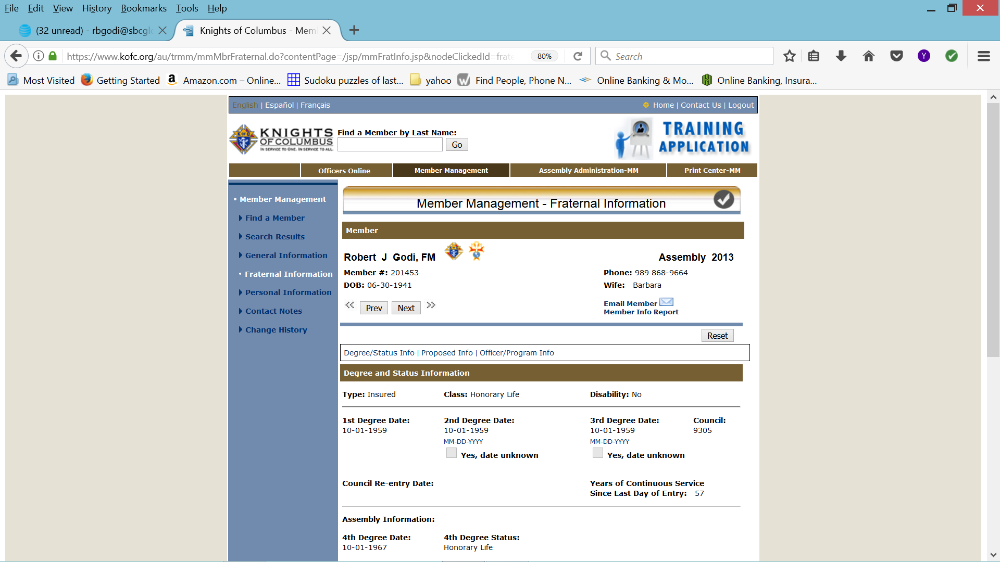 File Edit View History Bookmarks Tools Help
(32 unread) - rbgodi@sbcglo
Knights of Columbus - Mem
https://www.kofc.org/au/trmm/mmMbrFraternal.do?contentPage=/jsp/mmFratInfo.jsp&nodeClickedId=frate 80% Search Y
Most Visited Getting Started a Amazon.com – Online... Sudoku puzzles of last... yahoo W Find People, Phone N... Online Banking & Mo... Online Banking, Insura...
English | Español | Français Home | Contact Us | Logout
KNIGHTS
OF COLUMBUS
IN SERVICE TO ONE. IN SERVICE TO ALL.
Find a Member by Last Name:
Go
TRAINING
APPLICATION
Officers Online Member Management Assembly Administration-MM Print Center-MM
• Member Management
Find a Member
Search Results
General Information
• Fraternal Information
Personal Information
Contact Notes
Change History
Member Management - Fraternal Information
Member
Robert J Godi, FM Assembly 2013
Member #: 201453 Phone: 989 868-9664
DOB: 06-30-1941 Wife: Barbara
<< Prev Next >> Email Member
Member Info Report
Reset
Degree/Status Info | Proposed Info | Officer/Program Info
Degree and Status Information
Type: Insured Class: Honorary Life Disability: No
1st Degree Date: 2nd Degree Date: 3rd Degree Date: Council:
10-01-1959 10-01-1959 10-01-1959 9305
MM-DD-YYYY MM-DD-YYYY
Yes, date unknown Yes, date unknown
Council Re-entry Date: Years of Continuous Service
Since Last Day of Entry: 57
Assembly Information:
4th Degree Date: 4th Degree Status:
10-01-1967 Honorary Life